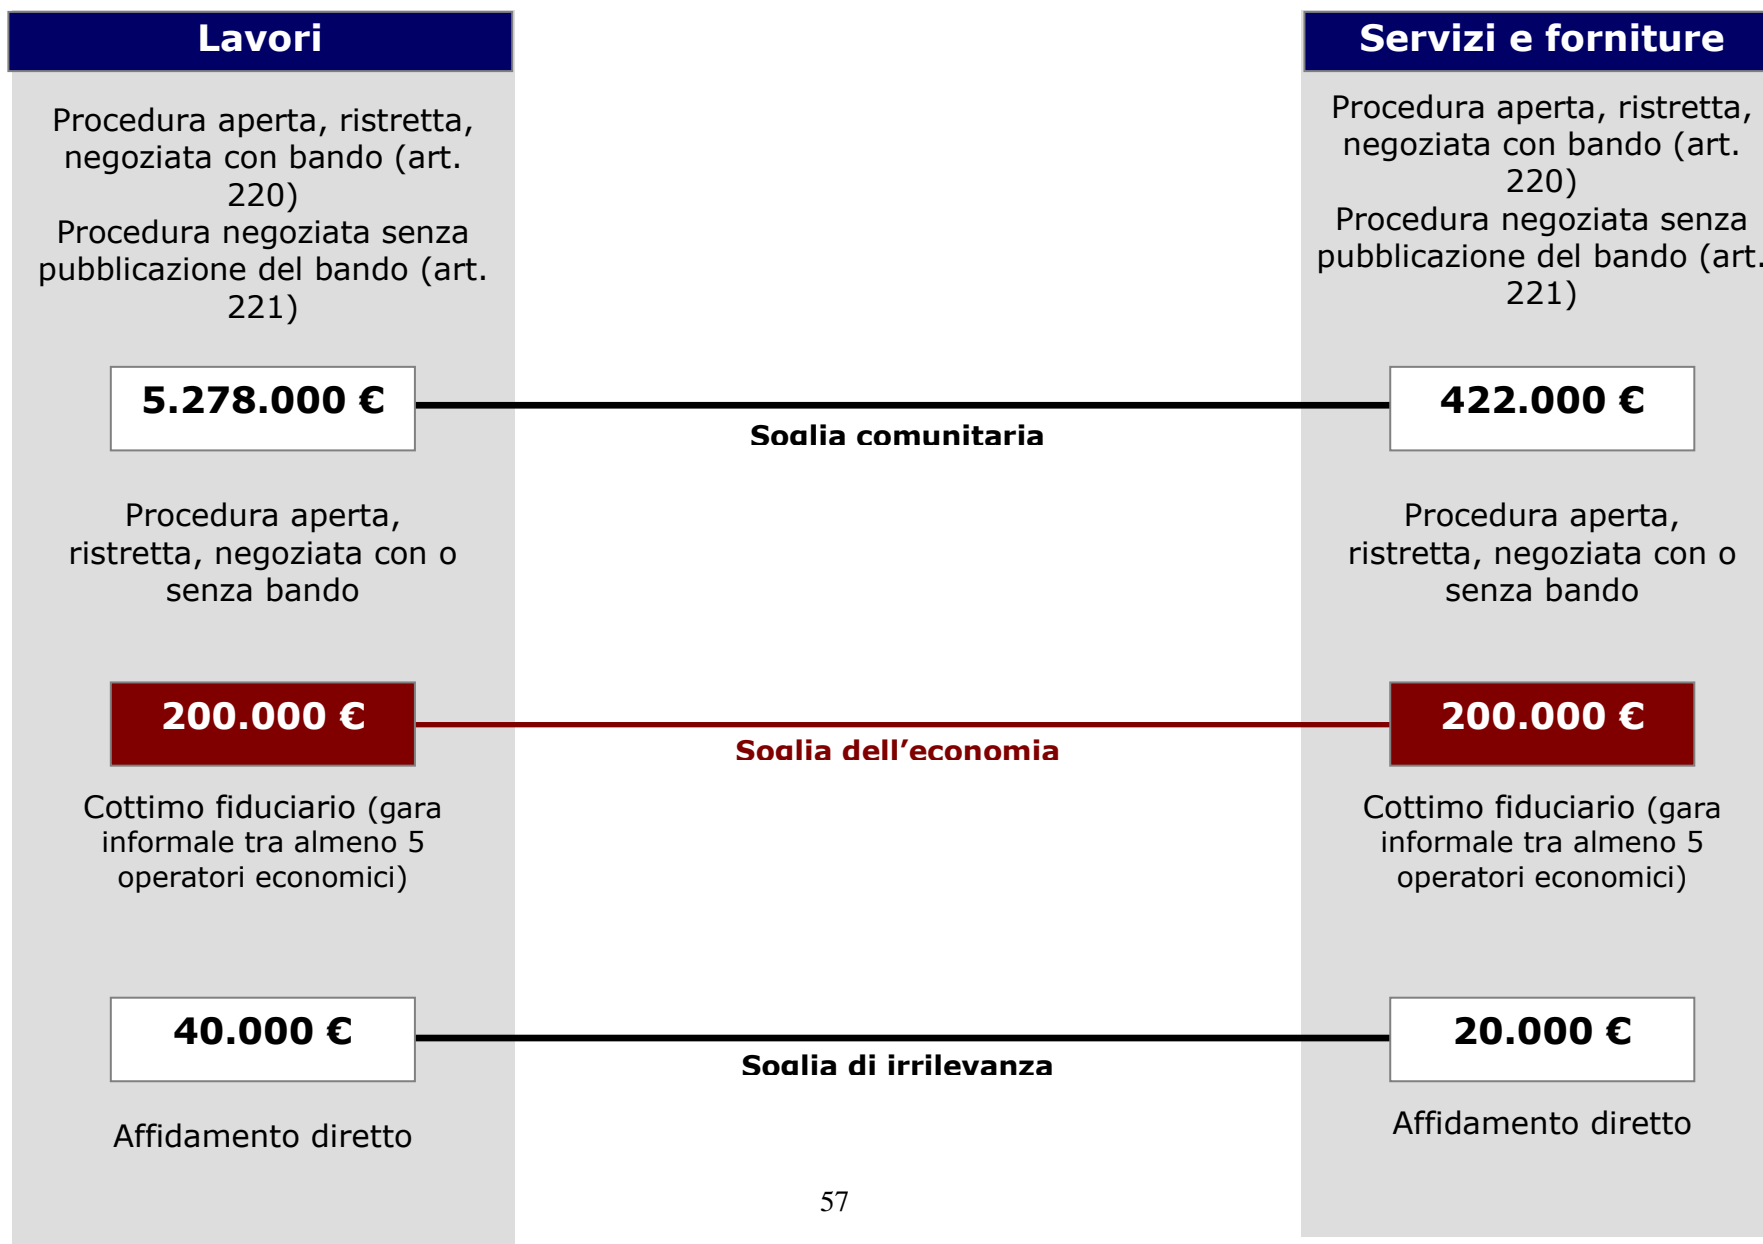 Lavori
Procedura aperta, ristretta,
negoziata con bando (art.
220)
Procedura negoziata senza
pubblicazione del bando (art.
221)
5.278.000 €
Procedura aperta,
ristretta, negoziata con o
senza bando
200.000 €
Cottimo fiduciario (gara
informale tra almeno 5
operatori economici)
40.000 €
Affidamento diretto
Soglia comunitaria
Soglia dell’economia
Soglia di irrilevanza
Servizi e forniture
Procedura aperta, ristretta,
negoziata con bando (art.
220)
Procedura negoziata senza
pubblicazione del bando (art.
221)
422.000 €
Procedura aperta,
ristretta, negoziata con o
senza bando
200.000 €
Cottimo fiduciario (gara
informale tra almeno 5
operatori economici)
20.000 €
Affidamento diretto
57